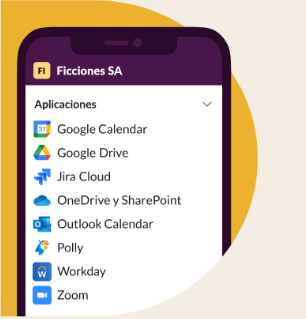 FI Ficciones SA
Aplicaciones
31 Google Calendar
Google Drive
Jira Cloud
OneDrive y SharePoint
Outlook Calendar
Polly
W Workday
Zoom